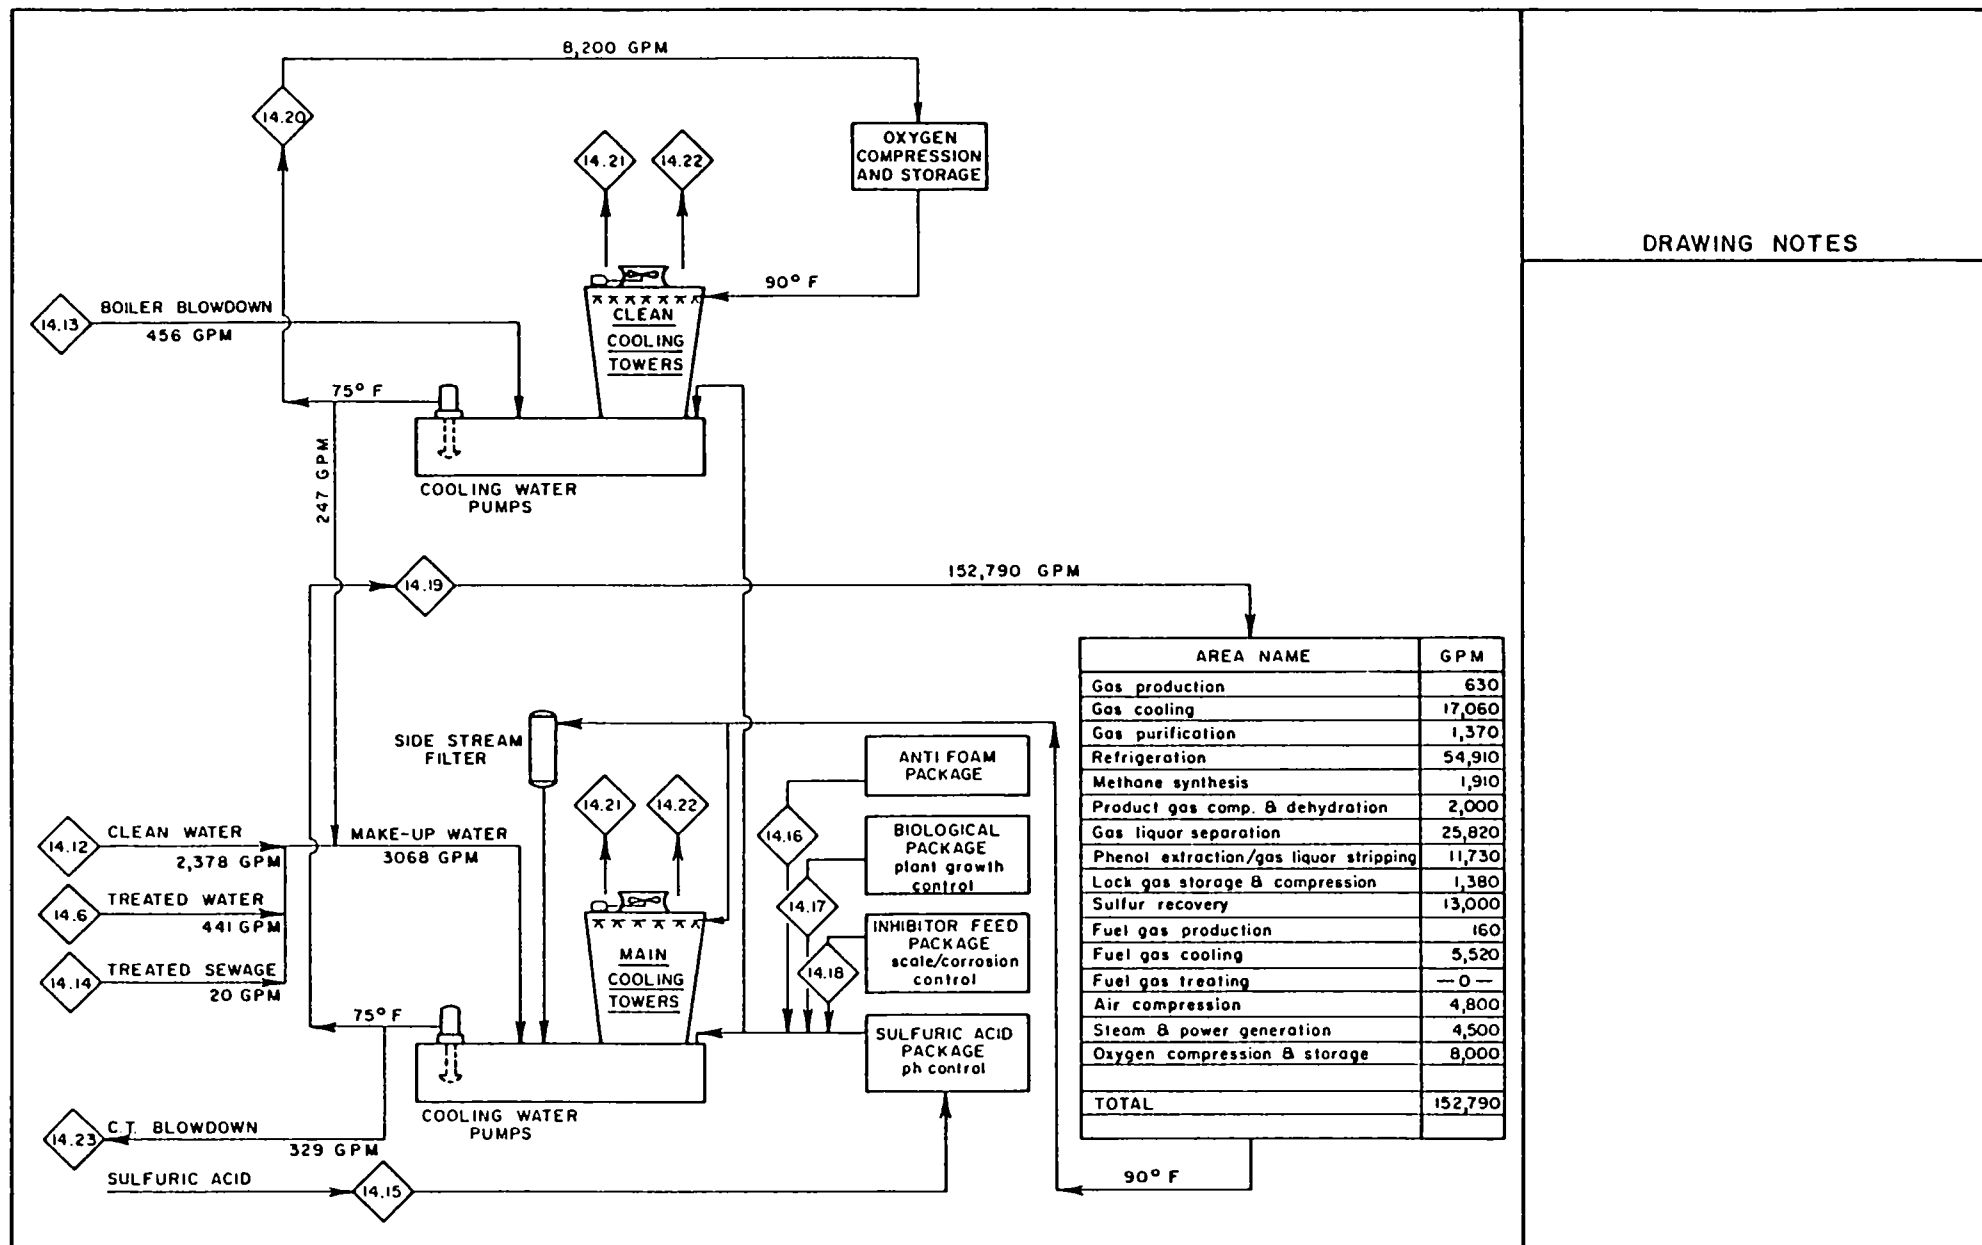 8,200 GPM
14.20
OXYGEN
COMPRESSION
AND STORAGE
14.21
14.22
DRAWING NOTES
90° F
14.13
BOILER BLOWDOWN
456 GPM
CLEAN
COOLING
TOWERS
75° F
247 GPM
COOLING WATER
PUMPS
14.19
152,790 GPM
AREA NAME GPM
Gas production 630
Gas cooling 17,060
Gas purification 1,370
Refrigeration 54,910
Methane synthesis 1,910
Product gas comp. & dehydration 2,000
Gas liquor separation 25,820
Phenol extraction/gas liquor stripping 11,730
Lock gas storage & compression 1,380
Sulfur recovery 13,000
Fuel gas production 160
Fuel gas cooling 5,520
Fuel gas treating —0—
Air compression 4,800
Steam & power generation 4,500
Oxygen compression & storage 8,000
TOTAL 152,790
SIDE STREAM
FILTER
ANTI FOAM
PACKAGE
14.21
14.22
14.16
BIOLOGICAL
PACKAGE
plant growth
control
14.12
CLEAN WATER
2,378 GPM
MAKE-UP WATER
3068 GPM
14.6
TREATED WATER
441 GPM
14.17
INHIBITOR FEED
PACKAGE
scale/corrosion
control
14.14
TREATED SEWAGE
20 GPM
MAIN
COOLING
TOWERS
14.18
75° F
SULFURIC ACID
PACKAGE
ph control
COOLING WATER
PUMPS
14.23
C.T. BLOWDOWN
329 GPM
SULFURIC ACID
14.15
90° F